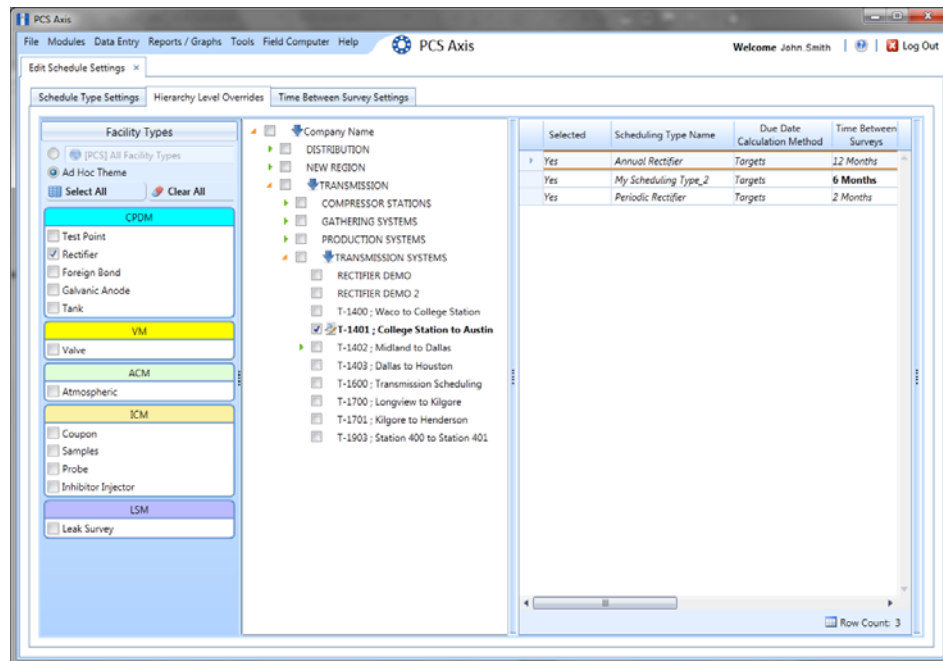 PCS Axis
File Modules Data Entry Reports / Graphs Tools Field Computer Help
PCS Axis
Welcome John Smith
Log Out
Edit Schedule Settings
Schedule Type Settings
Hierarchy Level Overrides
Time Between Survey Settings
Facility Types
[PCS] All Facility Types
Ad Hoc Theme
Select All
Clear All
CPDM
Test Point
Rectifier
Foreign Bond
Galvanic Anode
Tank
VM
Valve
ACM
Atmospheric
ICM
Coupon
Samples
Probe
Inhibitor Injector
LSM
Leak Survey
Company Name
DISTRIBUTION
NEW REGION
TRANSMISSION
COMPRESSOR STATIONS
GATHERING SYSTEMS
PRODUCTION SYSTEMS
TRANSMISSION SYSTEMS
RECTIFIER DEMO
RECTIFIER DEMO 2
T-1400 ; Waco to College Station
T-1401 ; College Station to Austin
T-1402 ; Midland to Dallas
T-1403 ; Dallas to Houston
T-1600 ; Transmission Scheduling
T-1700 ; Longview to Kilgore
T-1701 ; Kilgore to Henderson
T-1903 ; Station 400 to Station 401
Selected Scheduling Type Name Due Date Calculation Method Time Between Surveys
Yes Annual Rectifier Targets 12 Months
Yes My Scheduling Type_2 Targets 6 Months
Yes Periodic Rectifier Targets 2 Months
Row Count: 3